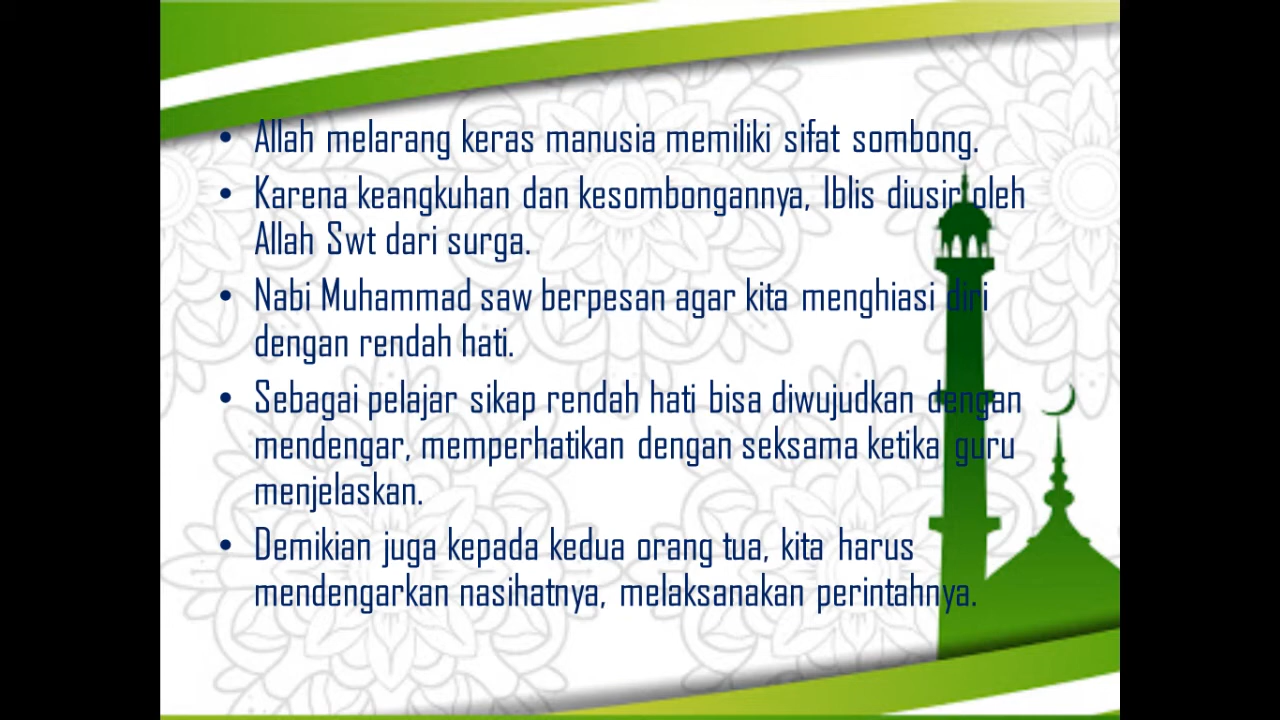 • Allah melarang keras manusia memiliki sifat sombong.
• Karena keangkuhan dan kesombongannya, Iblis diusir oleh
Allah Swt dari surga.
• Nabi Muhammad saw berpesan agar kita menghiasi diri
dengan rendah hati.
• Sebagai pelajar sikap rendah hati bisa diwujudkan dengan
mendengar, memperhatikan dengan seksama ketika guru
menjelaskan.
• Demikian juga kepada kedua orang tua, kita harus
mendengarkan nasihatnya, melaksanakan perintahnya.